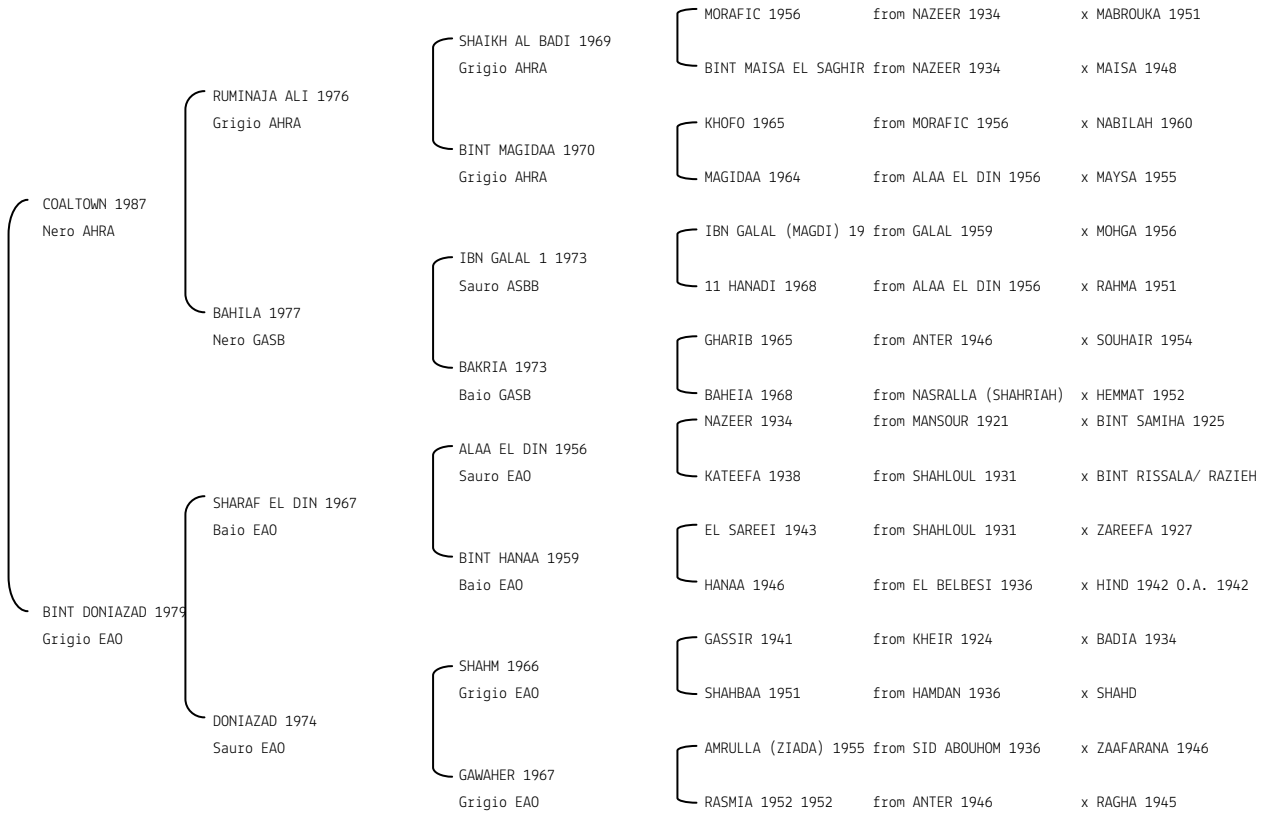 MORAFIC 1956 from NAZEER 1934 x MABROUKA 1951
SHAIKH AL BADI 1969
Grigio AHRA
BINT MAISA EL SAGHIR from NAZEER 1934 x MAISA 1948
RUMINAJA ALI 1976
Grigio AHRA
KHOFO 1965 from MORAFIC 1956 x NABILAH 1960
BINT MAGIDAA 1970
Grigio AHRA
MAGIDAA 1964 from ALAA EL DIN 1956 x MAYSA 1955
COALTOWN 1987
Nero AHRA
IBN GALAL (MAGDI) 19 from GALAL 1959 x MOHGA 1956
IBN GALAL 1 1973
Sauro ASBB
11 HANADI 1968 from ALAA EL DIN 1956 x RAHMA 1951
BAHILA 1977
Nero GASB
GHARIB 1965 from ANTER 1946 x SOUHAIR 1954
BAKRIA 1973
Baio GASB
BAHEIA 1968 from NASRALLA (SHAHRIAH) x HEMMAT 1952
NAZEER 1934 from MANSOUR 1921 x BINT SAMIHA 1925
ALAA EL DIN 1956
Sauro EAO
KATEEFA 1938 from SHAHLOUL 1931 x BINT RISSALA/ RAZIEH
SHARAF EL DIN 1967
Baio EAO
EL SAREEI 1943 from SHAHLOUL 1931 x ZAREEFA 1927
BINT HANAA 1959
Baio EAO
HANAA 1946 from EL BELBESI 1936 x HIND 1942 O.A. 1942
BINT DONIAZAD 1979
Grigio EAO
GASSIR 1941 from KHEIR 1924 x BADIA 1934
SHAHM 1966
Grigio EAO
SHAHBAA 1951 from HAMDAN 1936 x SHAHD
DONIAZAD 1974
Sauro EAO
AMRULLA (ZIADA) 1955 from SID ABOUHOM 1936 x ZAAFARANA 1946
GAWAHER 1967
Grigio EAO
RASMIA 1952 1952 from ANTER 1946 x RAGHA 1945